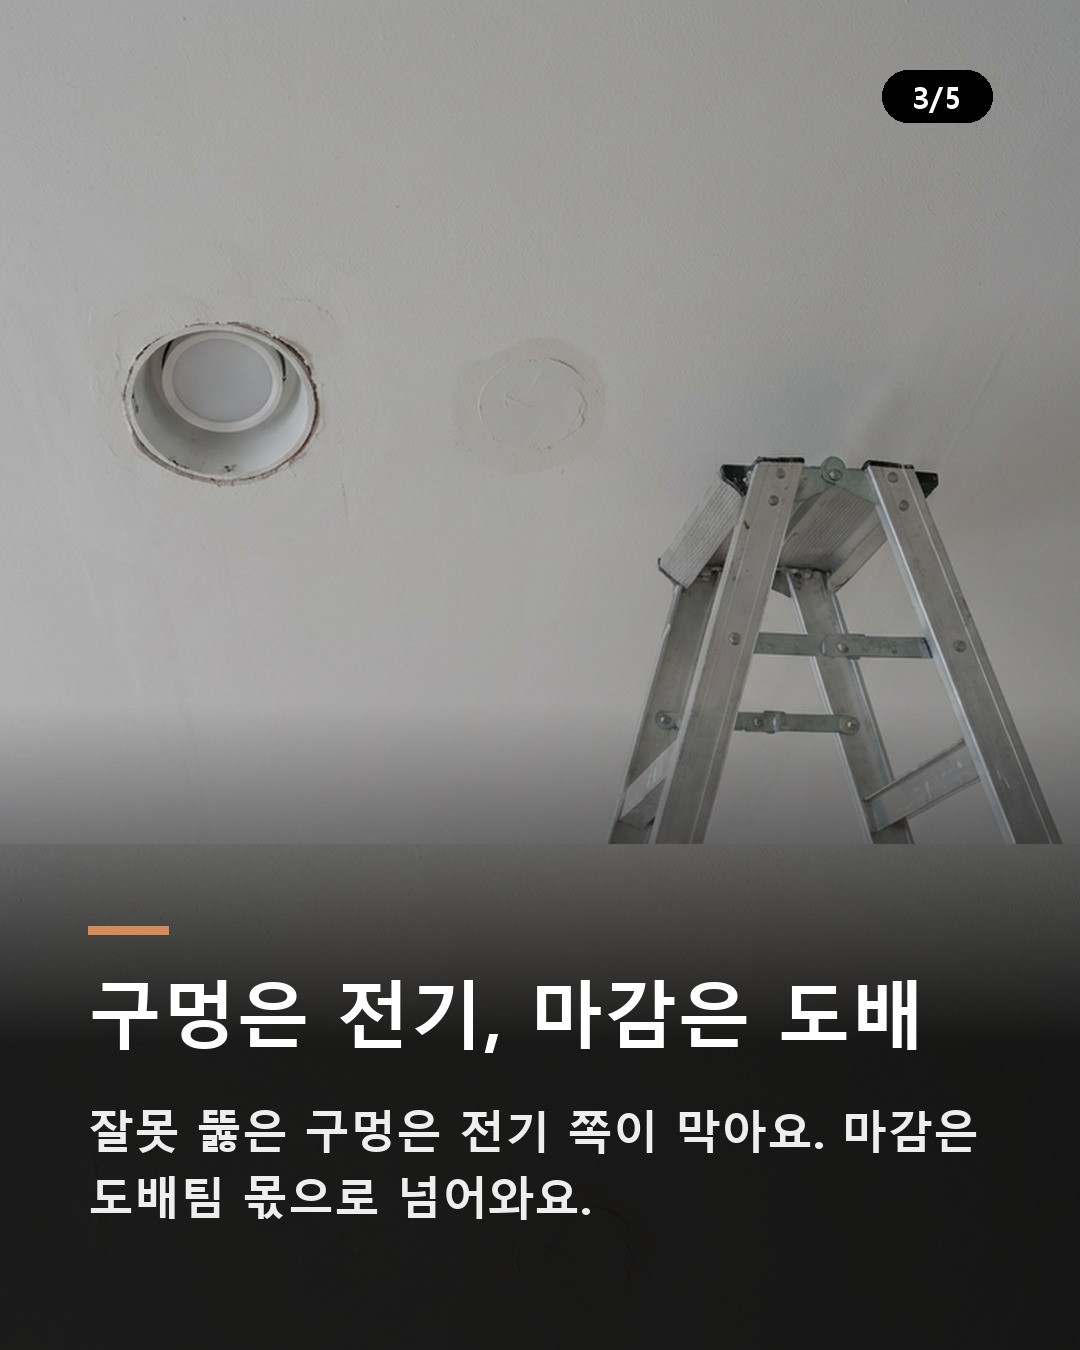 3/5
구멍은 전기, 마감은 도배
잘못 뚫은 구멍은 전기 쪽이 막아요. 마감은
도배팀 몫으로 넘어와요.